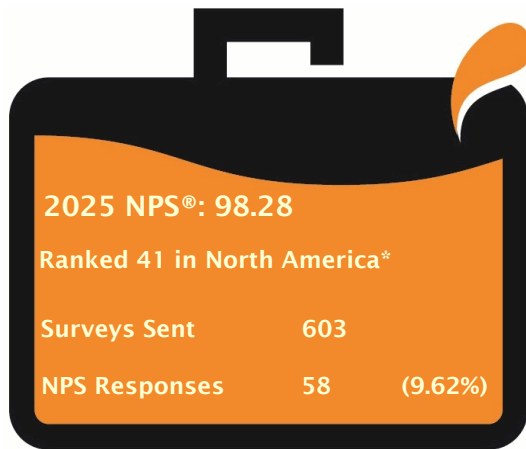 2025 NPS®: 98.28
Ranked 41 in North America*
Surveys Sent 603
NPS Responses 58 (9.62%)